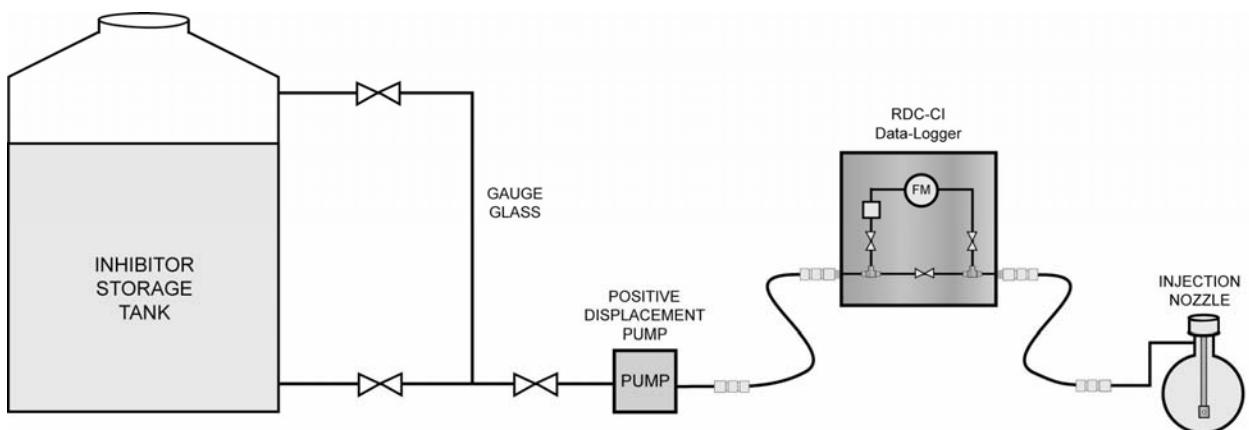 INHIBITOR
STORAGE
TANK
GAUGE
GLASS
POSITIVE
DISPLACEMENT
PUMP
PUMP
RDC-CI
Data-Logger
FM
INJECTION
NOZZLE